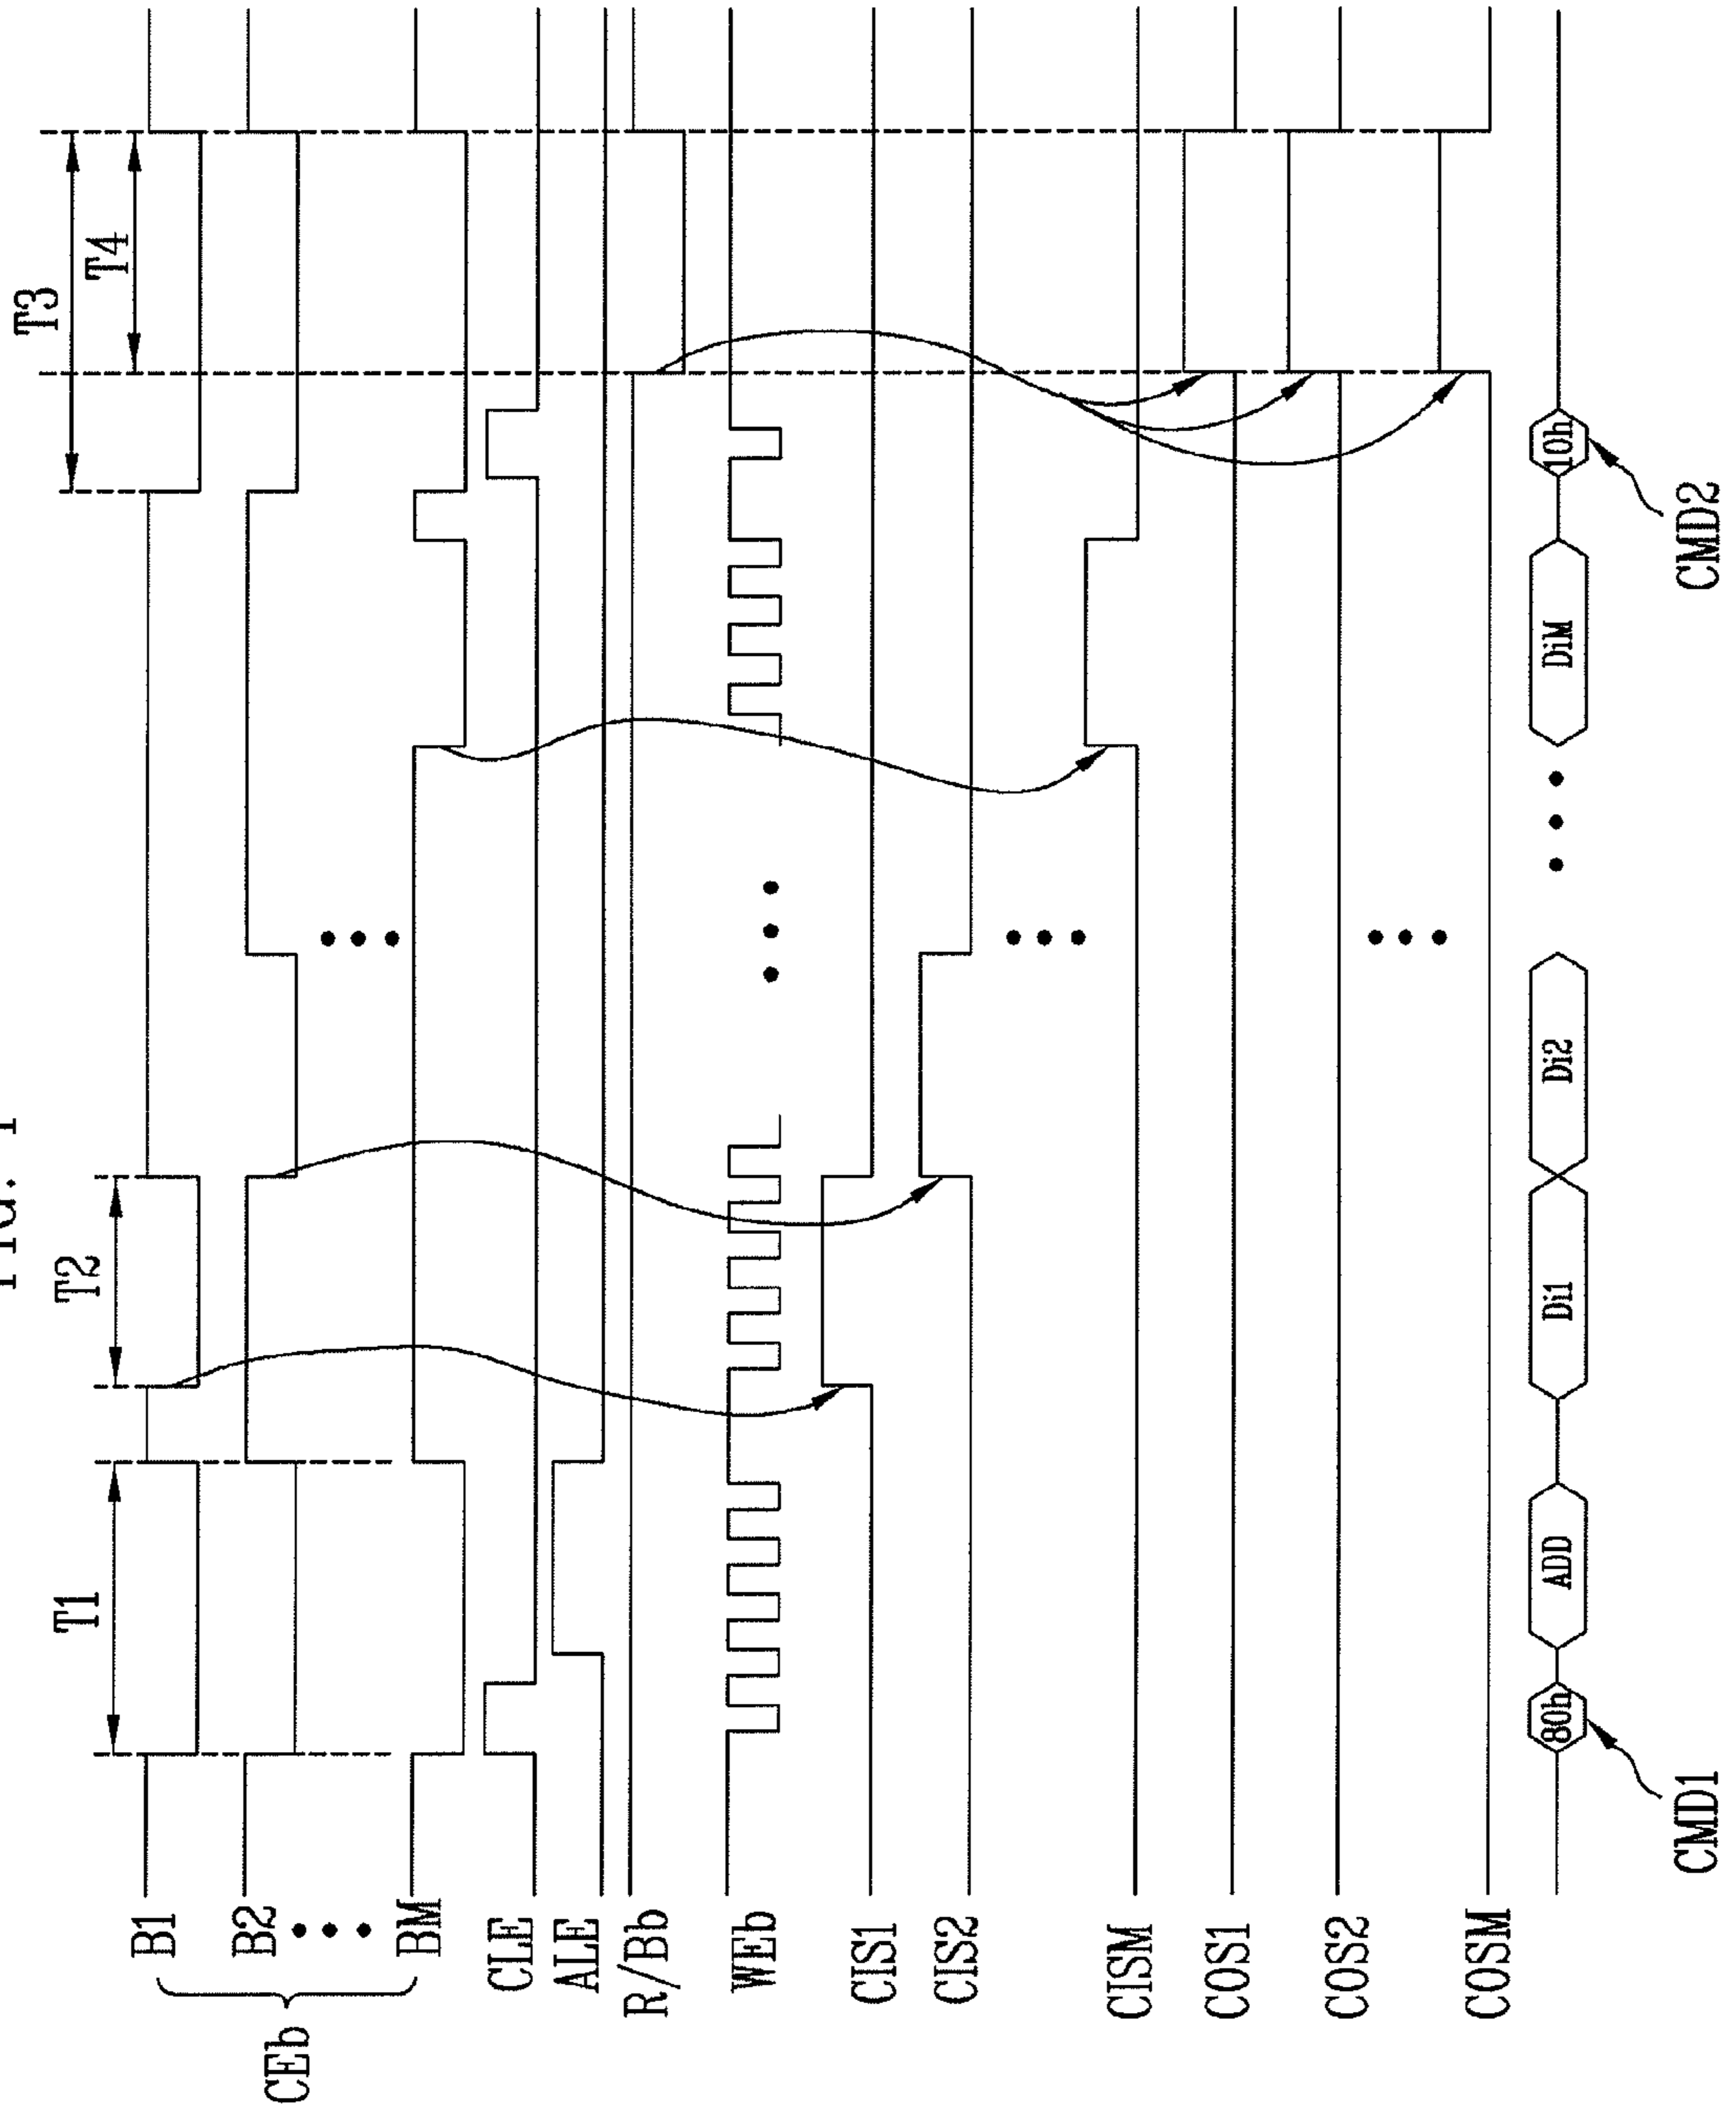 T1
T2
T3
T4
CEb
B1
B2
BM
CLE
ALE
R/Bb
WEb
CIS1
CIS2
CISM
COS1
COS2
COSM
80h
ADD
Di1
Di2
DiM
10h
CMD1
CMD2